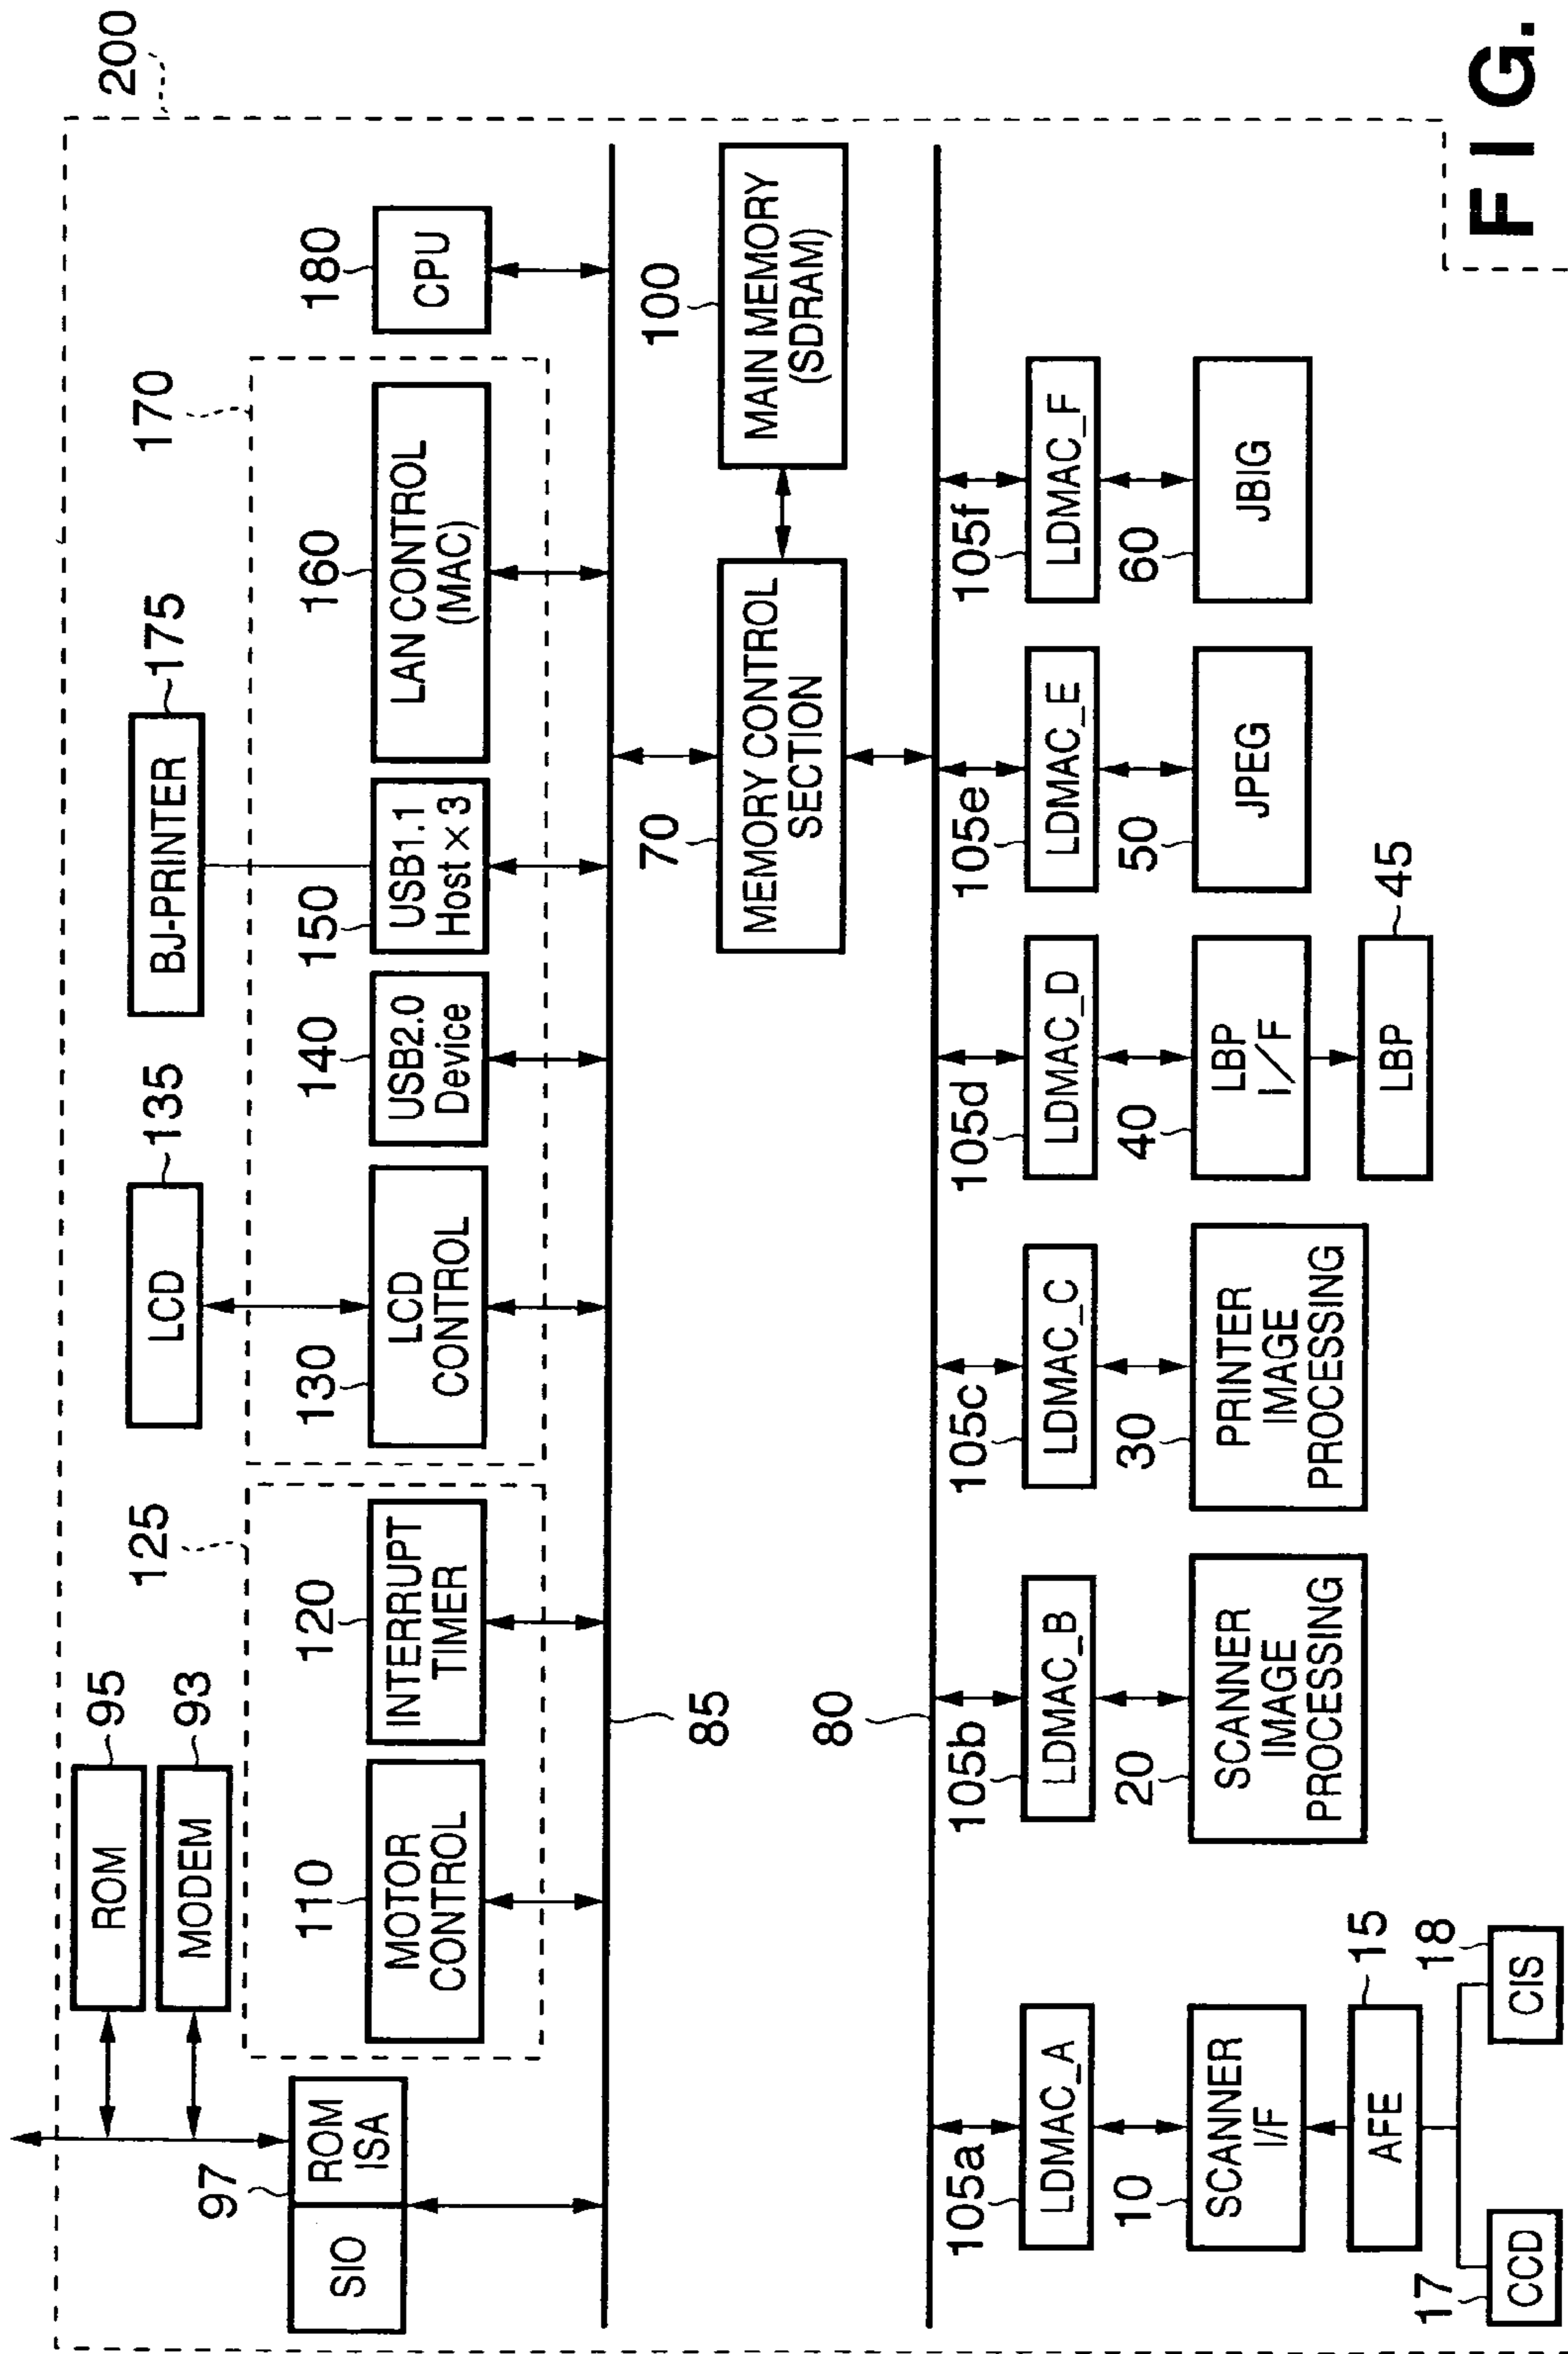 200
ROM
95
MODEM
93
LCD
135
BJ-PRINTER
175
170
125
97
SIO
ROM
ISA
110
MOTOR
CONTROL
120
INTERRUPT
TIMER
130
LCD
CONTROL
140
USB2.0
Device
150
USB1.1
Host×3
160
LAN CONTROL
(MAC)
180
CPU
85
70
MEMORY CONTROL
SECTION
100
MAIN MEMORY
(SDRAM)
80
105a
LDMAC_A
105b
LDMAC_B
105c
LDMAC_C
105d
LDMAC_D
105e
LDMAC_E
105f
LDMAC_F
10
SCANNER
I/F
20
SCANNER
IMAGE
PROCESSING
30
PRINTER
IMAGE
PROCESSING
40
LBP
I/F
50
JPEG
60
JBIG
AFE
15
LBP
45
17
CCD
CIS
18
FIG.